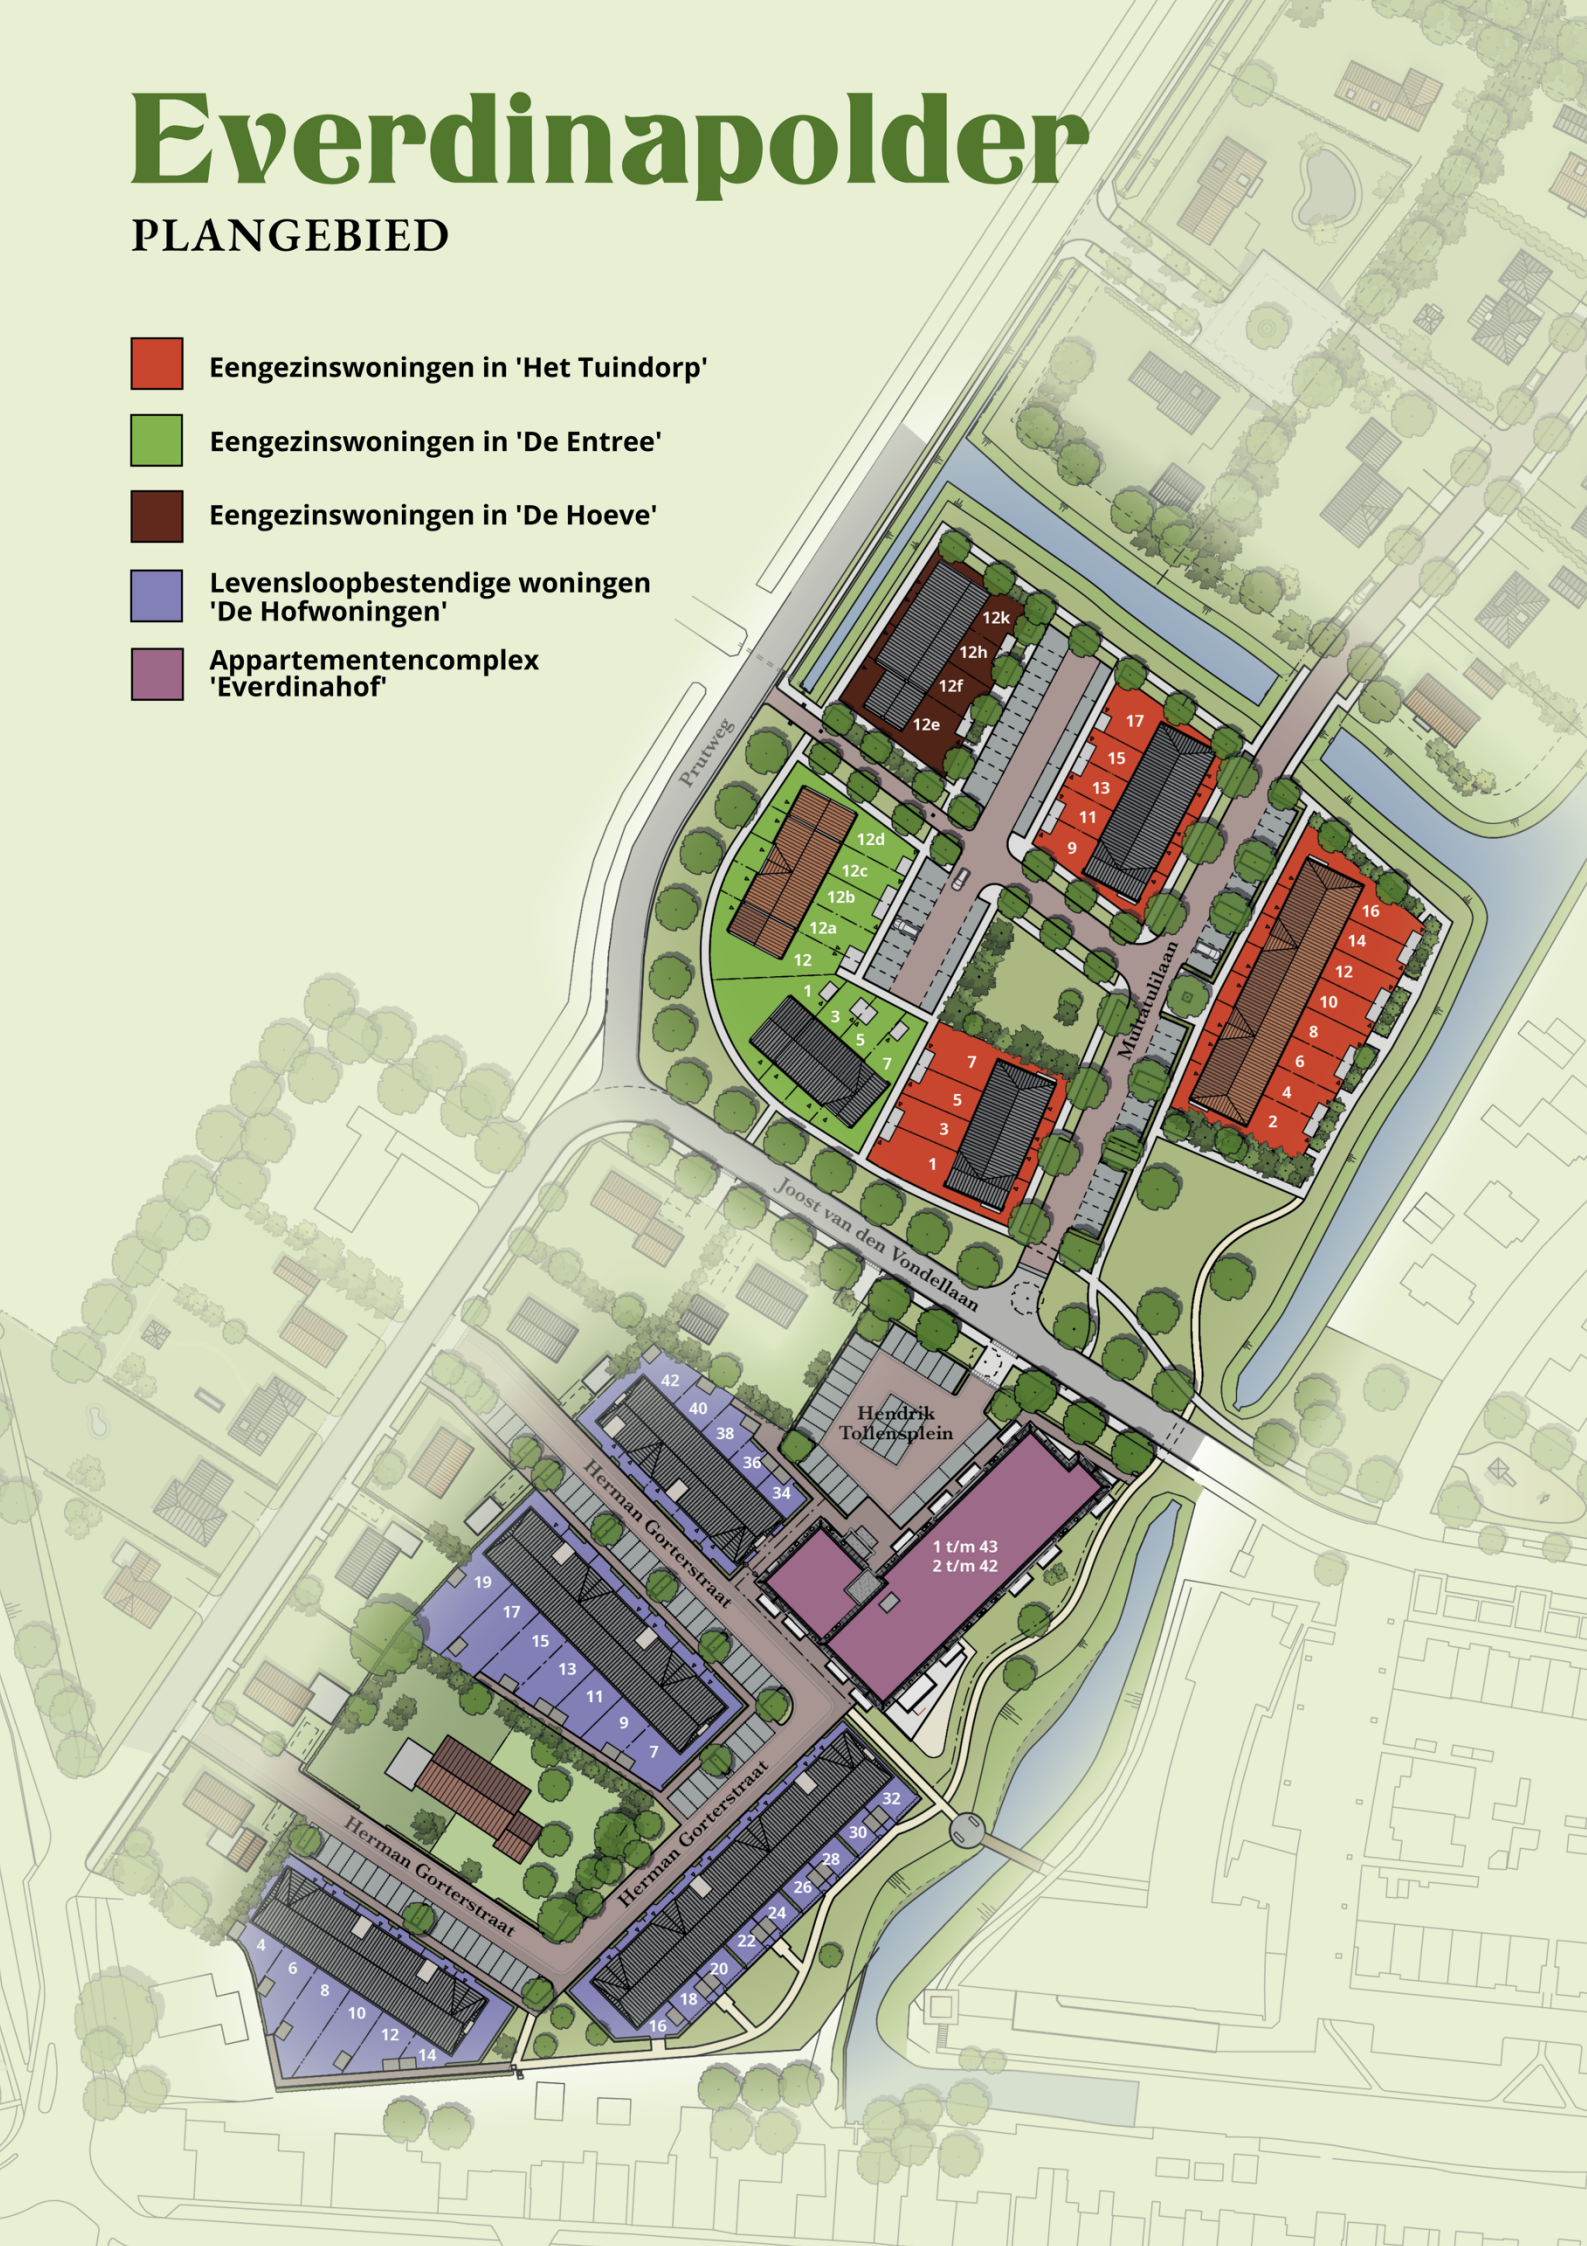 Everdinapolder
PLANGEBIED
Eengezinswoningen in 'Het Tuindorp'
Eengezinswoningen in 'De Entree'
Eengezinswoningen in 'De Hoeve'
Levensloopbestendige woningen
'De Hofwoningen'
Appartementencomplex
'Everdinahof'
12k
12h
12f
12e
17
15
13
11
9
Prutweg
12d
12c
12b
12a
12
1
3
5
7
16
14
12
10
8
6
4
2
Multatulilaan
7
5
3
1
Joost van den Vondellaan
42
40
38
36
34
Hendrik
Tollensplein
Herman Gorterstraat
1 t/m 43
2 t/m 42
19
17
15
13
11
9
7
Herman Gorterstraat
32
30
28
26
24
22
20
18
16
Herman Gorterstraat
4
6
8
10
12
14